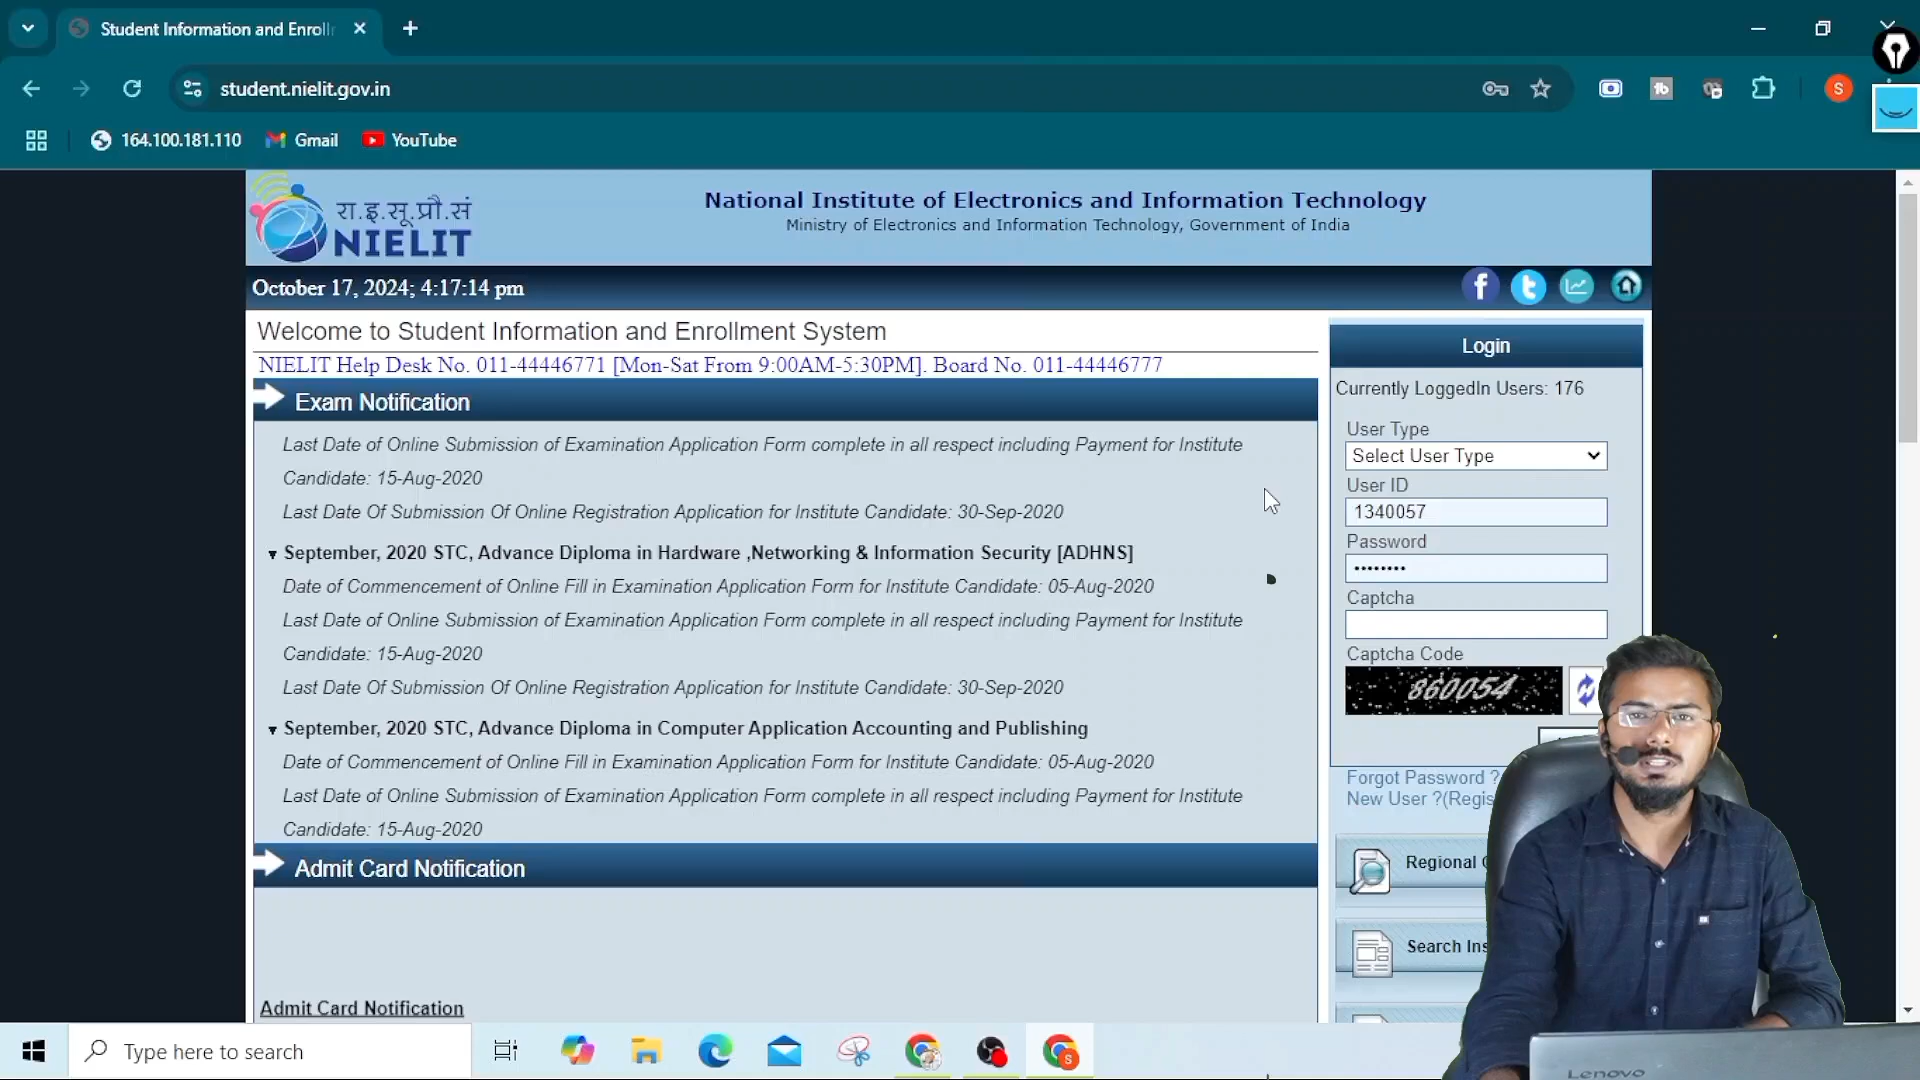 Student Information and Enroll
student.nielit.gov.in
S
164.100.181.110
Gmail
YouTube
रा.इ.सू.प्रौ.सं
NIELIT
National Institute of Electronics and Information Technology
Ministry of Electronics and Information Technology, Government of India
October 17, 2024; 4:17:14 pm
Welcome to Student Information and Enrollment System
NIELIT Help Desk No. 011-44446771 [Mon-Sat From 9:00AM-5:30PM]. Board No. 011-44446777
Exam Notification
Last Date of Online Submission of Examination Application Form complete in all respect including Payment for Institute
Candidate: 15-Aug-2020
Last Date Of Submission Of Online Registration Application for Institute Candidate: 30-Sep-2020
September, 2020 STC, Advance Diploma in Hardware ,Networking & Information Security [ADHNS]
Date of Commencement of Online Fill in Examination Application Form for Institute Candidate: 05-Aug-2020
Last Date of Online Submission of Examination Application Form complete in all respect including Payment for Institute
Candidate: 15-Aug-2020
Last Date Of Submission Of Online Registration Application for Institute Candidate: 30-Sep-2020
September, 2020 STC, Advance Diploma in Computer Application Accounting and Publishing
Date of Commencement of Online Fill in Examination Application Form for Institute Candidate: 05-Aug-2020
Last Date of Online Submission of Examination Application Form complete in all respect including Payment for Institute
Candidate: 15-Aug-2020
Admit Card Notification
Admit Card Notification
Login
Currently LoggedIn Users: 176
User Type
Select User Type
User ID
1340057
Password
Captcha
Captcha Code
860054
Forgot Password ?
New User ?(Regis
Regional
Search Ins
Type here to search
S
Lenovo